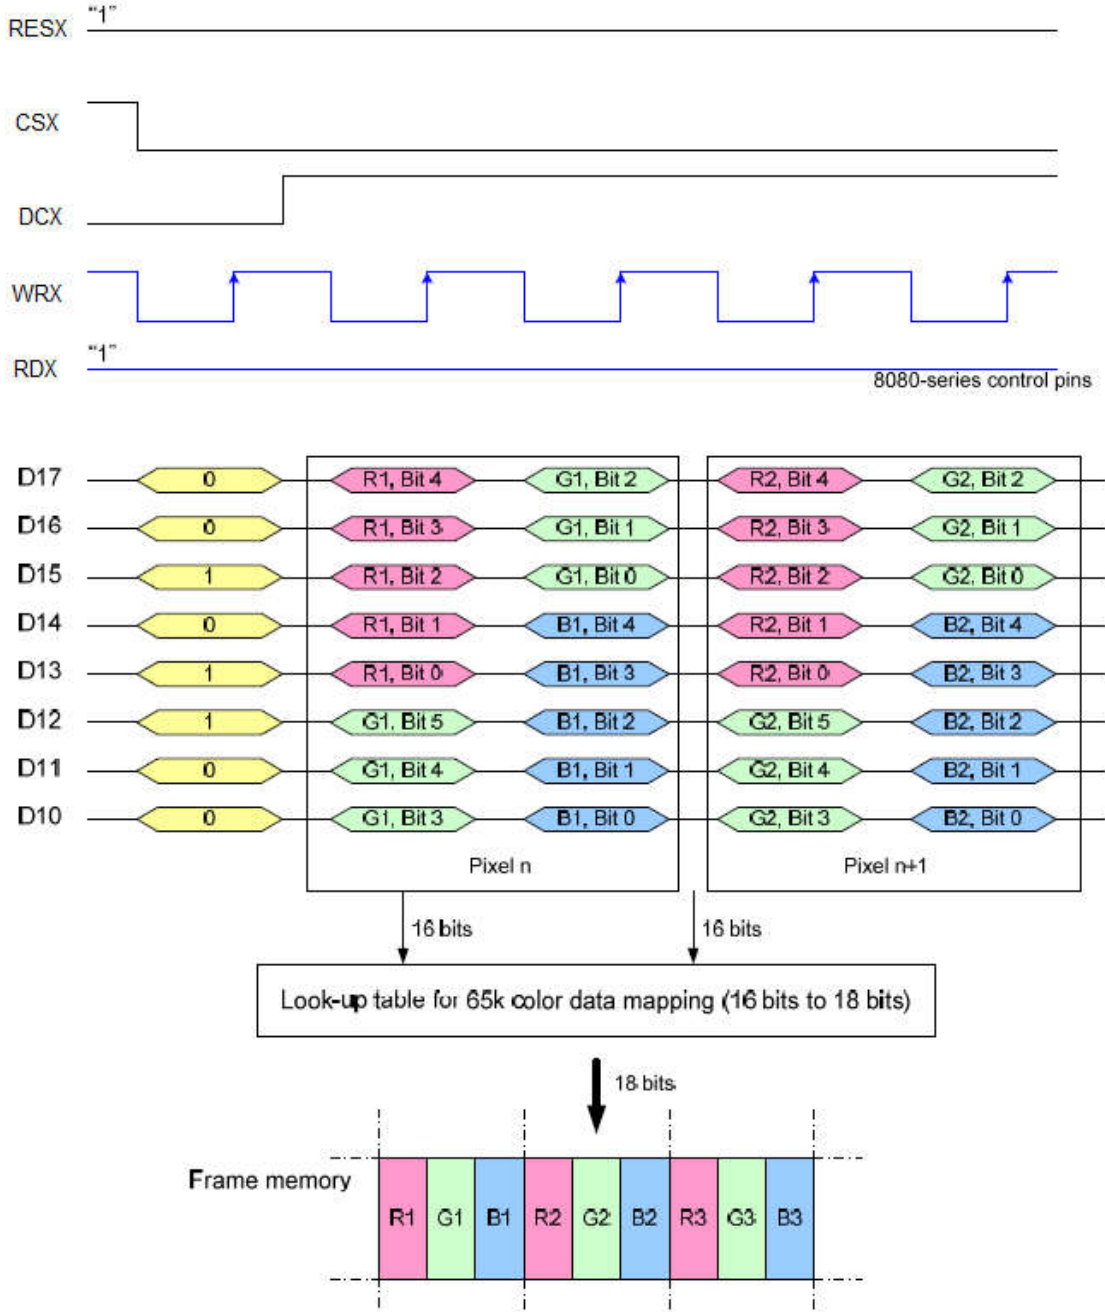 RESX "1"
CSX
DCX
WRX
RDX "1"
8080-series control pins
D17 0 R1, Bit 4 G1, Bit 2 R2, Bit 4 G2, Bit 2
D16 0 R1, Bit 3 G1, Bit 1 R2, Bit 3 G2, Bit 1
D15 1 R1, Bit 2 G1, Bit 0 R2, Bit 2 G2, Bit 0
D14 0 R1, Bit 1 B1, Bit 4 R2, Bit 1 B2, Bit 4
D13 1 R1, Bit 0 B1, Bit 3 R2, Bit 0 B2, Bit 3
D12 1 G1, Bit 5 B1, Bit 2 G2, Bit 5 B2, Bit 2
D11 0 G1, Bit 4 B1, Bit 1 G2, Bit 4 B2, Bit 1
D10 0 G1, Bit 3 B1, Bit 0 G2, Bit 3 B2, Bit 0
Pixel n Pixel n+1
16 bits 16 bits
Look-up table for 65k color data mapping (16 bits to 18 bits)
18 bits
Frame memory
R1 G1 B1 R2 G2 B2 R3 G3 B3